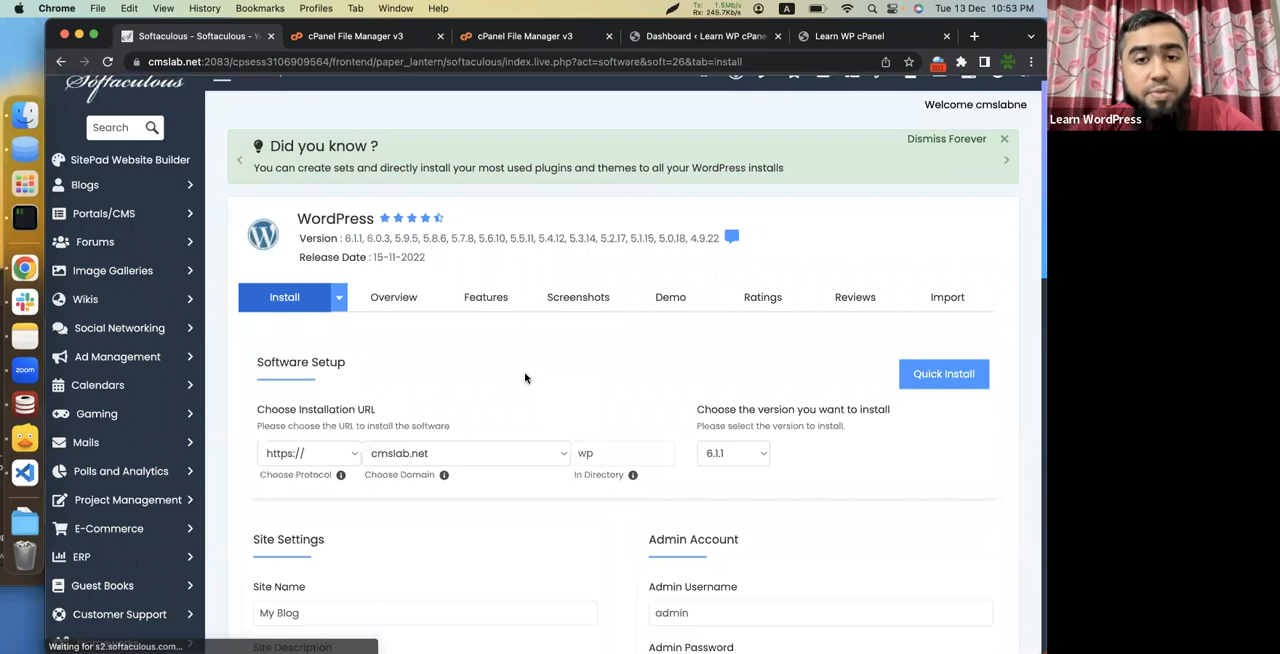 Chrome File Edit View History Bookmarks Profiles Tab Window Help
Tx: 1.5Mb/s
Rx: 245.7Kb/s
A
Tue 13 Dec 10:53 PM
Softaculous - Softaculous - W
cPanel File Manager v3
cPanel File Manager v3
Dashboard ‹ Learn WP cPane
Learn WP cPanel
cmslab.net:2083/cpsess3106909564/frontend/paper_lantern/softaculous/index.live.php?act=software&soft=26&tab=install
Softaculous
Welcome cmslabne
Search
SitePad Website Builder
Blogs
Portals/CMS
Forums
Image Galleries
Wikis
Social Networking
Ad Management
Calendars
Gaming
Mails
Polls and Analytics
Project Management
E-Commerce
ERP
Guest Books
Customer Support
Waiting for s2.softaculous.com...
Did you know ?
Dismiss Forever
You can create sets and directly install your most used plugins and themes to all your WordPress installs
WordPress
Version : 6.1.1, 6.0.3, 5.9.5, 5.8.6, 5.7.8, 5.6.10, 5.5.11, 5.4.12, 5.3.14, 5.2.17, 5.1.15, 5.0.18, 4.9.22
Release Date : 15-11-2022
Install Overview Features Screenshots Demo Ratings Reviews Import
Software Setup
Quick Install
Choose Installation URL
Please choose the URL to install the software
https://
cmslab.net
wp
Choose Protocol
Choose Domain
In Directory
Choose the version you want to install
Please select the version to install.
6.1.1
Site Settings
Site Name
My Blog
Site Description
Admin Account
Admin Username
admin
Admin Password
zoom
Learn WordPress